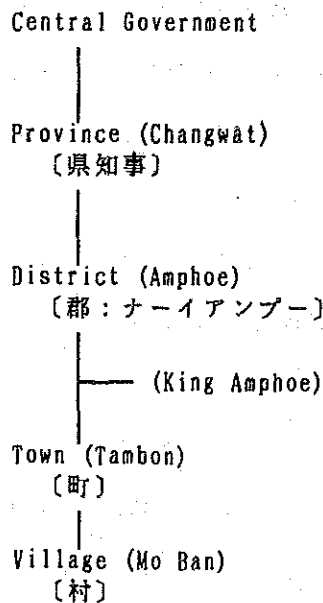 Central Government
Province (Changwat)
〔県知事〕
District (Amphoe)
〔郡：ナーイアンプー〕
(King Amphoe)
Town (Tambon)
〔町〕
Village (Mo Ban)
〔村〕